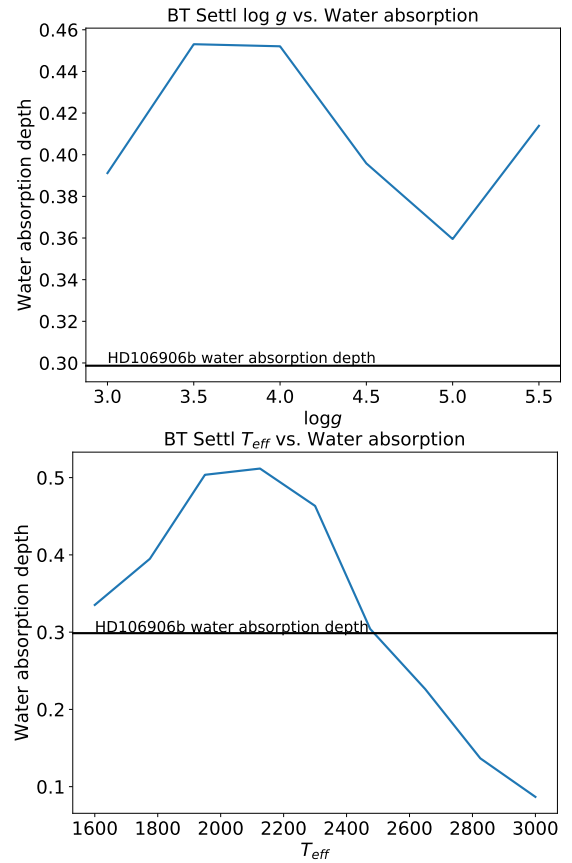 BT Settl log g vs. Water absorption
Water absorption depth
0.46
0.44
0.42
0.40
0.38
0.36
0.34
0.32
0.30
HD106906b water absorption depth
3.0 3.5 4.0 4.5 5.0 5.5
logg
BT Settl T_eff vs. Water absorption
Water absorption depth
0.5
0.4
0.3
0.2
0.1
HD106906b water absorption depth
1600 1800 2000 2200 2400 2600 2800 3000
T_eff